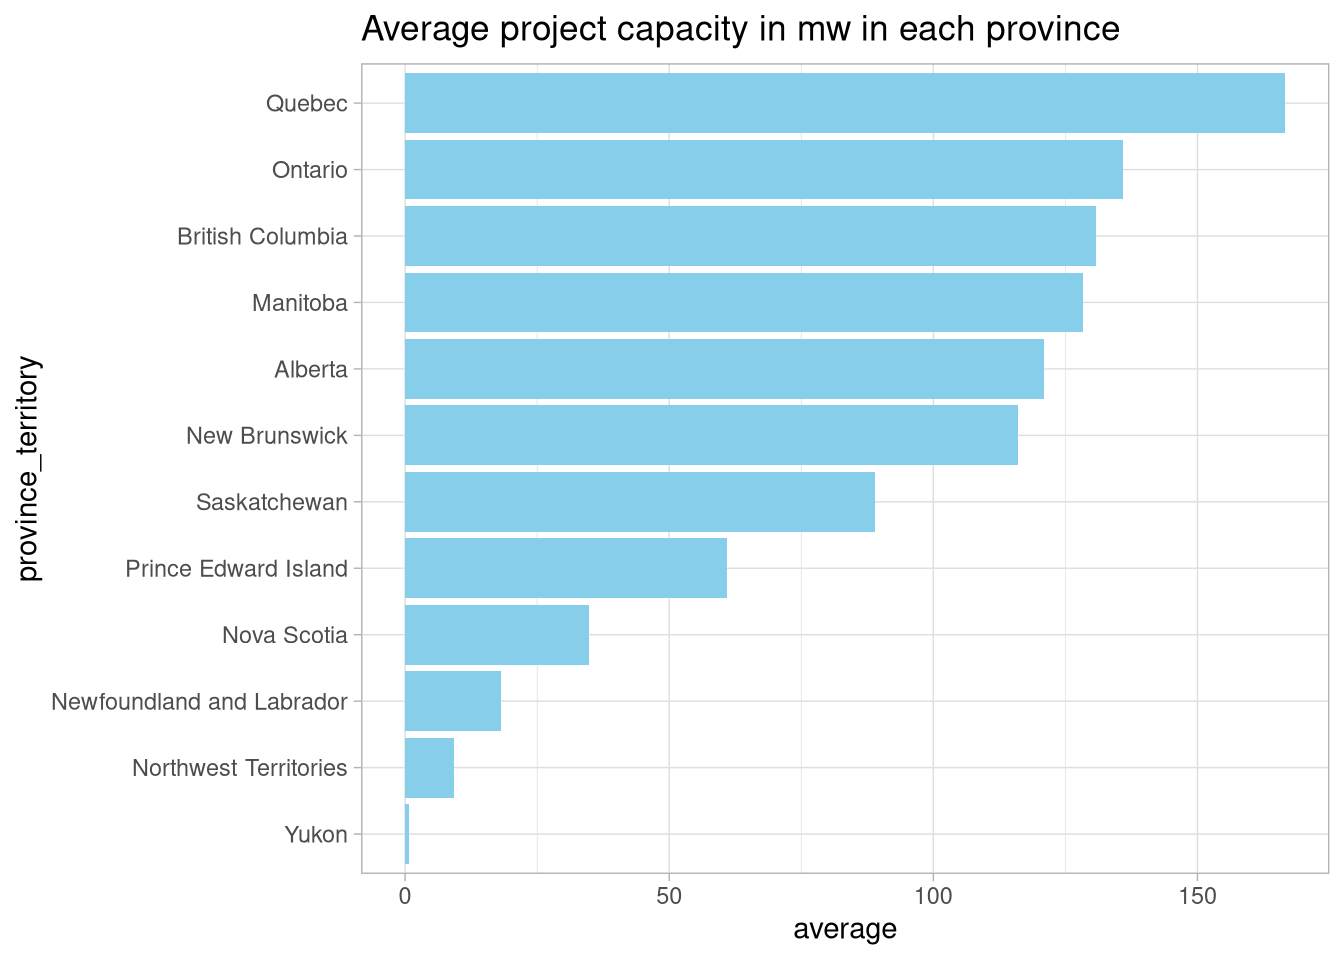 Average project capacity in mw in each province
province_territory
Quebec
Ontario
British Columbia
Manitoba
Alberta
New Brunswick
Saskatchewan
Prince Edward Island
Nova Scotia
Newfoundland and Labrador
Northwest Territories
Yukon
0 50 100 150
average